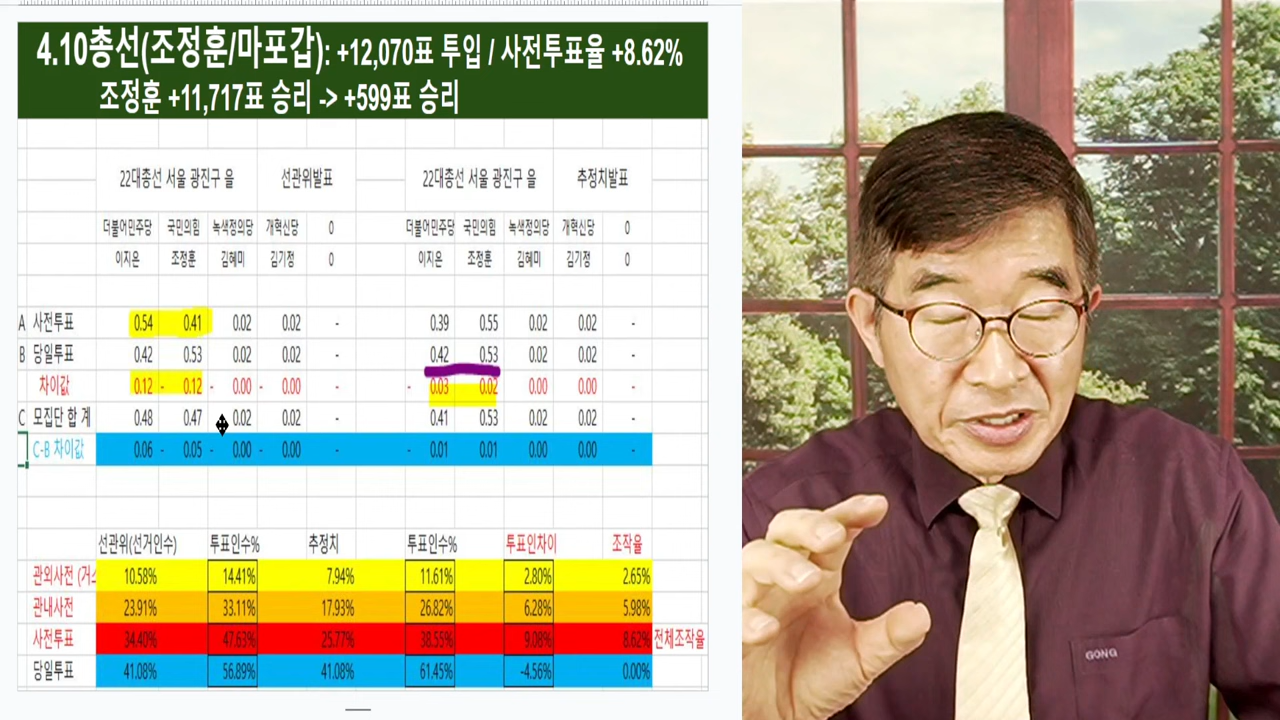 4.10총선(조정훈/마포갑): +12,070표 투입 / 사전투표율 +8.62%
조정훈 +11,717표 승리 -> +599표 승리
22대총선 서울 광진구 을 선관위발표 22대총선 서울 광진구 을 추정치발표
더불어민주당 국민의힘 녹색정의당 개혁신당 0 더불어민주당 국민의힘 녹색정의당 개혁신당 0
이지은 조정훈 김혜미 김기정 0 이지은 조정훈 김혜미 김기정 0
A 사전투표 0.54 0.41 0.02 0.02 - 0.39 0.55 0.02 0.02 -
B 당일투표 0.42 0.53 0.02 0.02 - 0.42 0.53 0.02 0.02 -
차이값 0.12 - 0.12 - 0.00 - 0.00 - - 0.03 0.02 0.00 0.00 -
C 모집단 합 계 0.48 0.47 0.02 0.02 - 0.41 0.53 0.02 0.02 -
C-B 차이값 0.06 - 0.05 - 0.00 - 0.00 - - 0.01 0.01 0.00 0.00 -
선관위(선거인수) 투표인수% 추정치 투표인수% 투표인차이 조작율
관외사전 (거소 10.58% 14.41% 7.94% 11.61% 2.80% 2.65%
관내사전 23.91% 33.11% 17.93% 26.82% 6.28% 5.98%
사전투표 34.40% 47.63% 25.77% 38.55% 9.08% 8.62% 전체조작율
당일투표 41.08% 56.89% 41.08% 61.45% -4.56% 0.00%
GONG